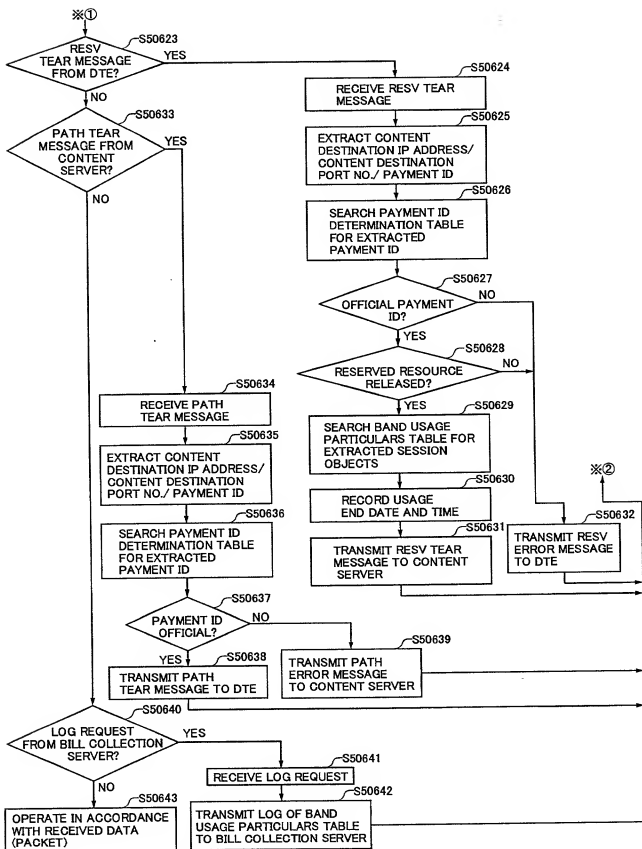 ※①
S50623
RESV
TEAR MESSAGE
FROM DTE?
YES
NO
S50633
PATH TEAR
MESSAGE FROM
CONTENT
SERVER?
YES
NO
S50624
RECEIVE RESV TEAR
MESSAGE
S50625
EXTRACT CONTENT
DESTINATION IP ADDRESS/
CONTENT DESTINATION
PORT NO./ PAYMENT ID
S50626
SEARCH PAYMENT ID
DETERMINATION TABLE
FOR EXTRACTED
PAYMENT ID
S50627
OFFICIAL PAYMENT
ID?
NO
YES
S50628
RESERVED RESOURCE
RELEASED?
NO
YES
S50629
SEARCH BAND USAGE
PARTICULARS TABLE FOR
EXTRACTED SESSION
OBJECTS
S50630
RECORD USAGE
END DATE AND TIME
S50631
TRANSMIT RESV TEAR
MESSAGE TO CONTENT
SERVER
※②
S50632
TRANSMIT RESV
ERROR MESSAGE
TO DTE
S50634
RECEIVE PATH
TEAR MESSAGE
S50635
EXTRACT CONTENT
DESTINATION IP ADDRESS/
CONTENT DESTINATION
PORT NO./ PAYMENT ID
S50636
SEARCH PAYMENT ID
DETERMINATION TABLE
FOR EXTRACTED
PAYMENT ID
S50637
PAYMENT ID
OFFICIAL?
NO
YES
S50638
TRANSMIT PATH
TEAR MESSAGE TO DTE
S50639
TRANSMIT PATH
ERROR MESSAGE
TO CONTENT SERVER
S50640
LOG REQUEST
FROM BILL COLLECTION
SERVER?
YES
NO
S50641
RECEIVE LOG REQUEST
S50642
TRANSMIT LOG OF BAND
USAGE PARTICULARS TABLE
TO BILL COLLECTION SERVER
S50643
OPERATE IN ACCORDANCE
WITH RECEIVED DATA
(PACKET)